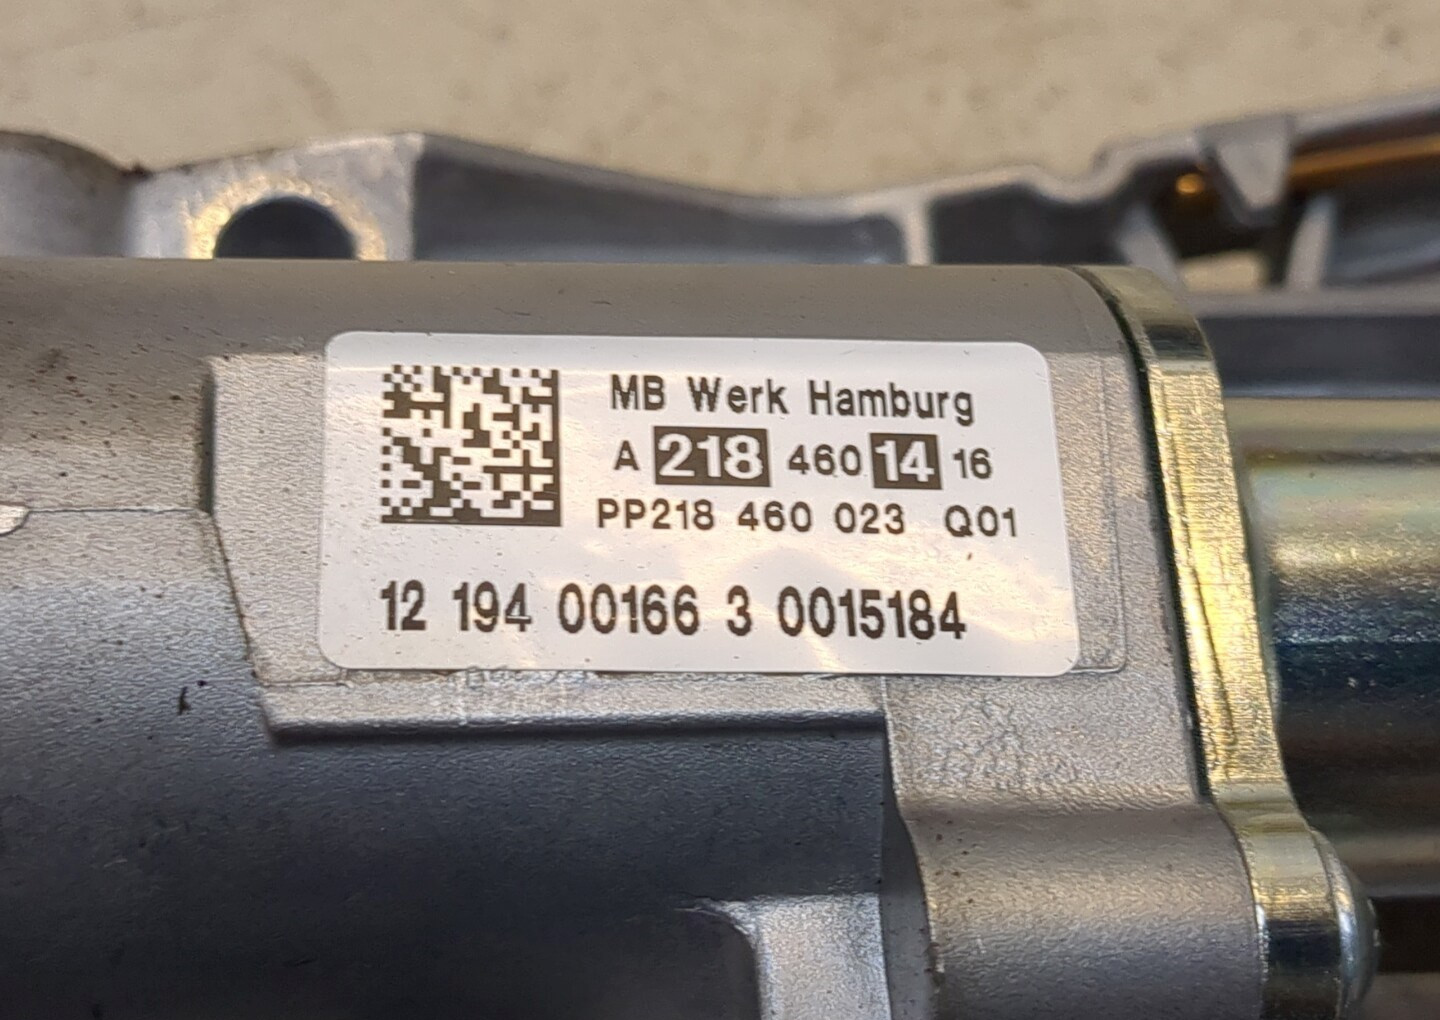 MB Werk Hamburg
A 218 460 14 16
PP218 460 023 Q01
12 194 00166 3 0015184